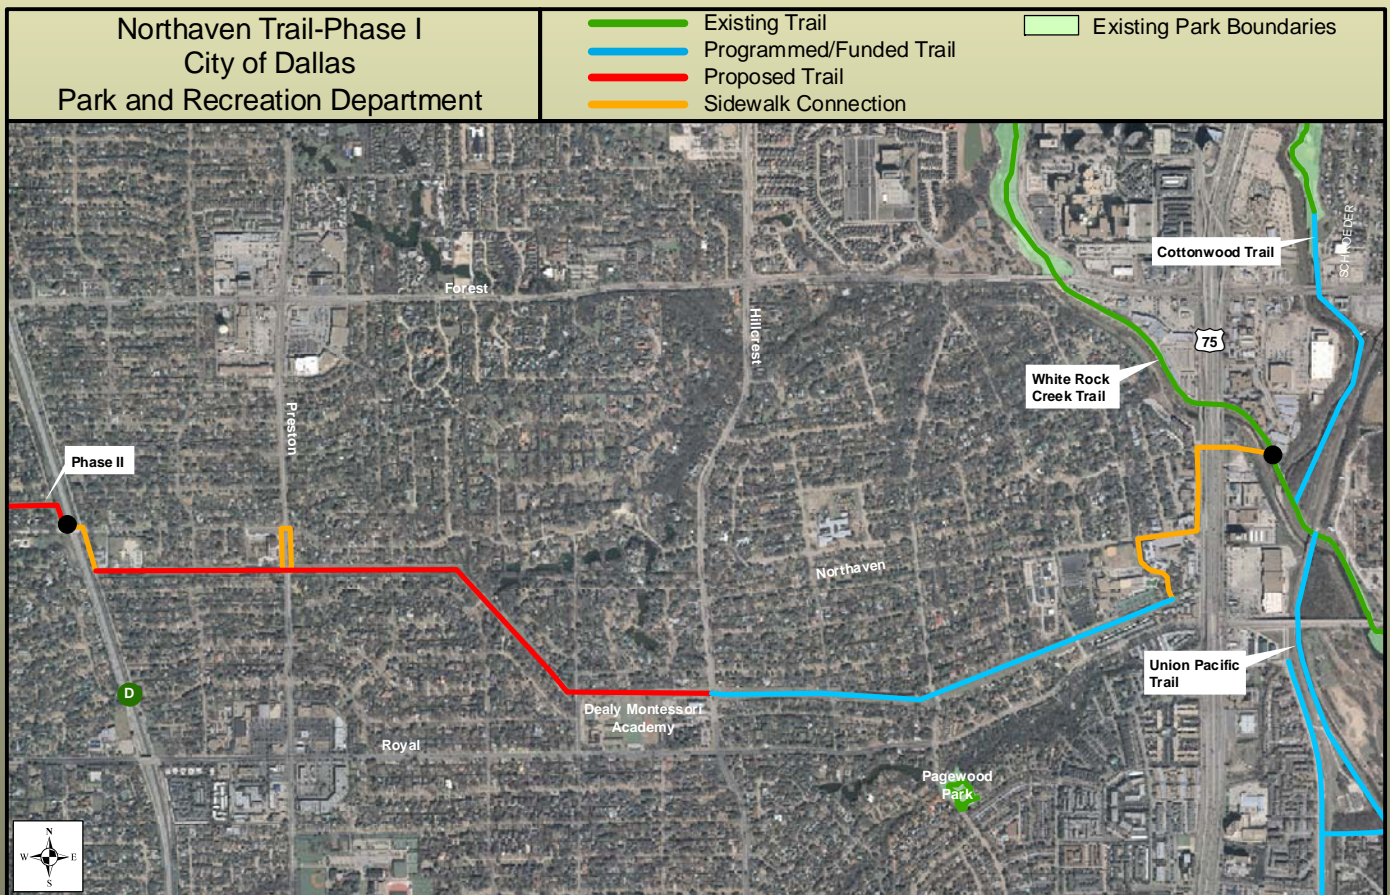 Northaven Trail-Phase I
City of Dallas
Park and Recreation Department
Existing Trail
Programmed/Funded Trail
Proposed Trail
Sidewalk Connection
Existing Park Boundaries
SCHROEDER
Cottonwood Trail
Forest
Hillcrest
75
White Rock
Creek Trail
Preston
Phase II
Northaven
Union Pacific
Trail
D
Dealy Montessori
Academy
Royal
Pagewood
Park
N
W E
S